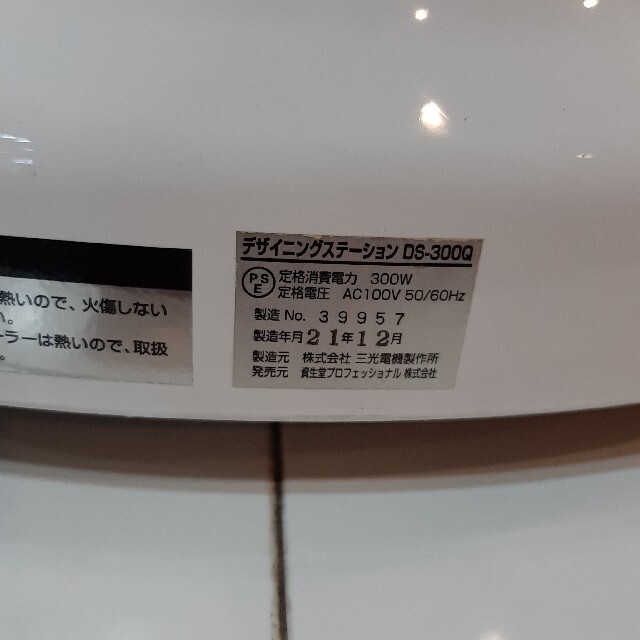 デザイニングステーション DS-300Q
PSE 定格消費電力 300W
定格電圧 AC100V 50/60Hz
製造No. 39957
製造年月 21年12月
製造元 株式会社 三光電機製作所
発売元 資生堂プロフェッショナル 株式会社
熱いので、火傷しない
い。
ーラーは熱いので、取扱
。